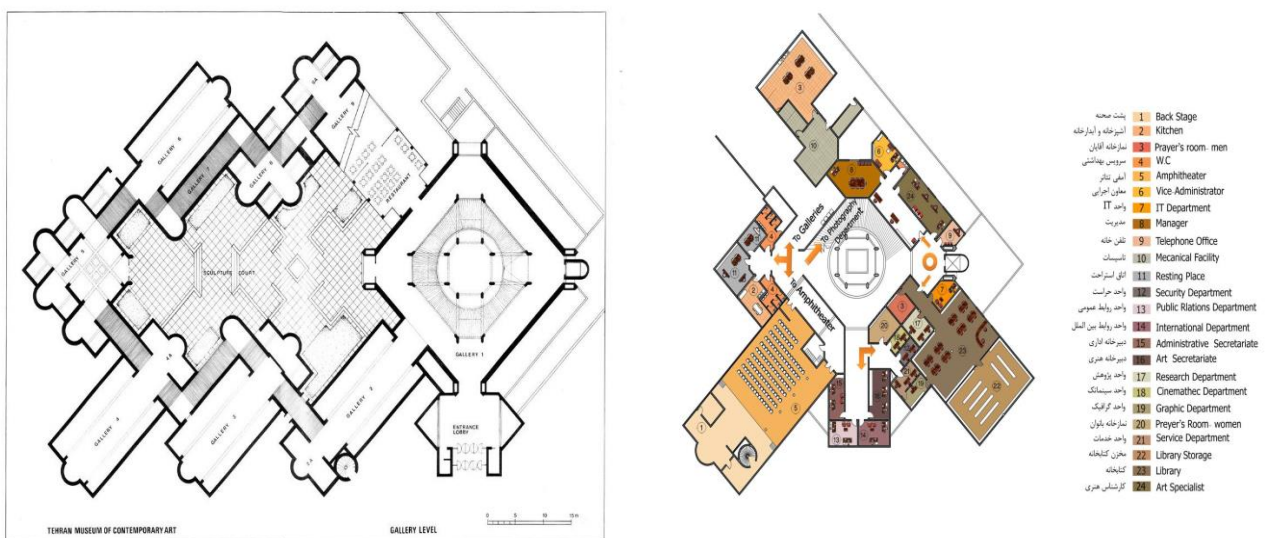 GALLERY 6
GALLERY 7
GALLERY 8
GALLERY 9
RESTAURANT
SCULPTURE COURT
GALLERY 1
GALLERY 4
GALLERY 3
GALLERY 2
ENTRANCE
LOBBY
TEHRAN MUSEUM OF CONTEMPORARY ART
GALLERY LEVEL
To Galleries
To Photography
Department
To Amphitheater
پشت صحنه 1 Back Stage
آشپزخانه و آبدارخانه 2 Kitchen
نمازخانه آقایان 3 Prayer's room- men
سرویس بهداشتی 4 W.C
آمفی تئاتر 5 Amphitheater
معاون اجرایی 6 Vice-Administrator
واحد IT 7 IT Department
مدیریت 8 Manager
تلفن خانه 9 Telephone Office
تاسیسات 10 Mecanical Facility
اتاق استراحت 11 Resting Place
واحد حراست 12 Security Department
واحد روابط عمومی 13 Public Rlations Department
واحد روابط بین الملل 14 International Department
دبیرخانه اداری 15 Administrative Secretariate
دبیرخانه هنری 16 Art Secretariate
واحد پژوهش 17 Research Department
واحد سینماتک 18 Cinemathec Department
واحد گرافیک 19 Graphic Department
نمازخانه بانوان 20 Preyer's Room- women
واحد خدمات 21 Service Department
مخزن کتابخانه 22 Library Storage
کتابخانه 23 Library
کارشناس هنری 24 Art Specialist